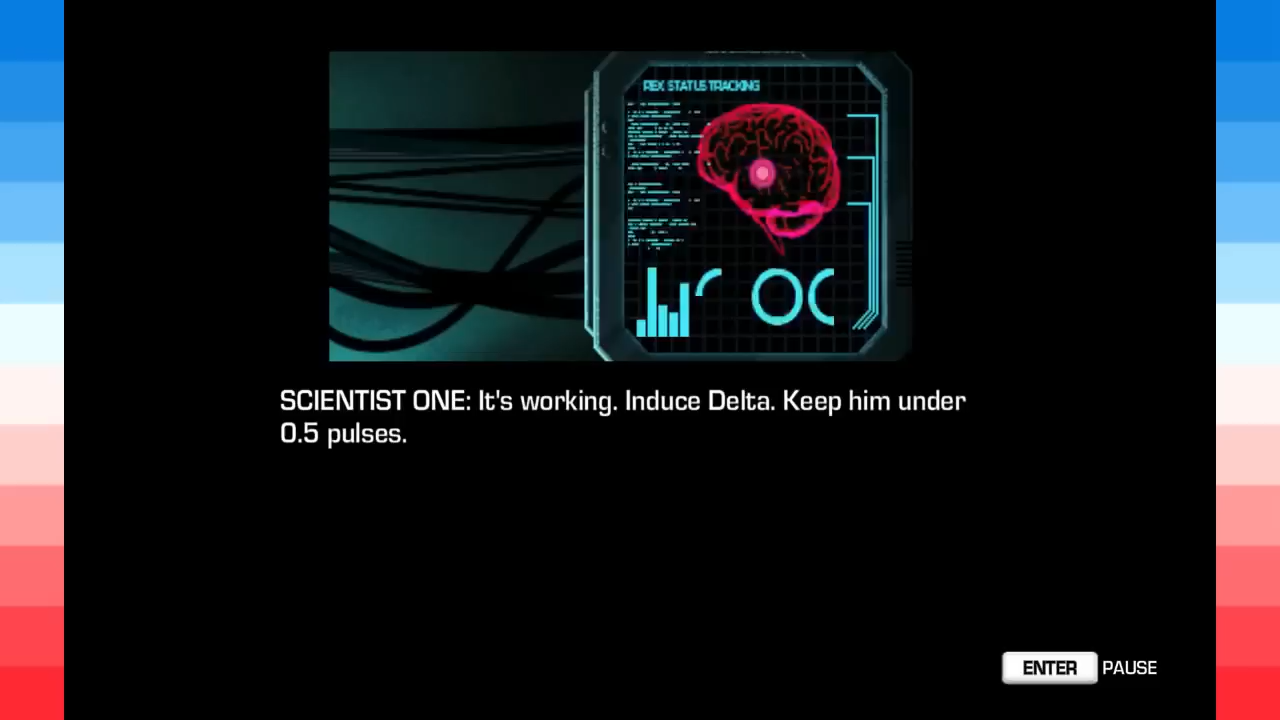 REX STATUS TRACKING
SCIENTIST ONE: It's working. Induce Delta. Keep him under
0.5 pulses.
ENTER PAUSE